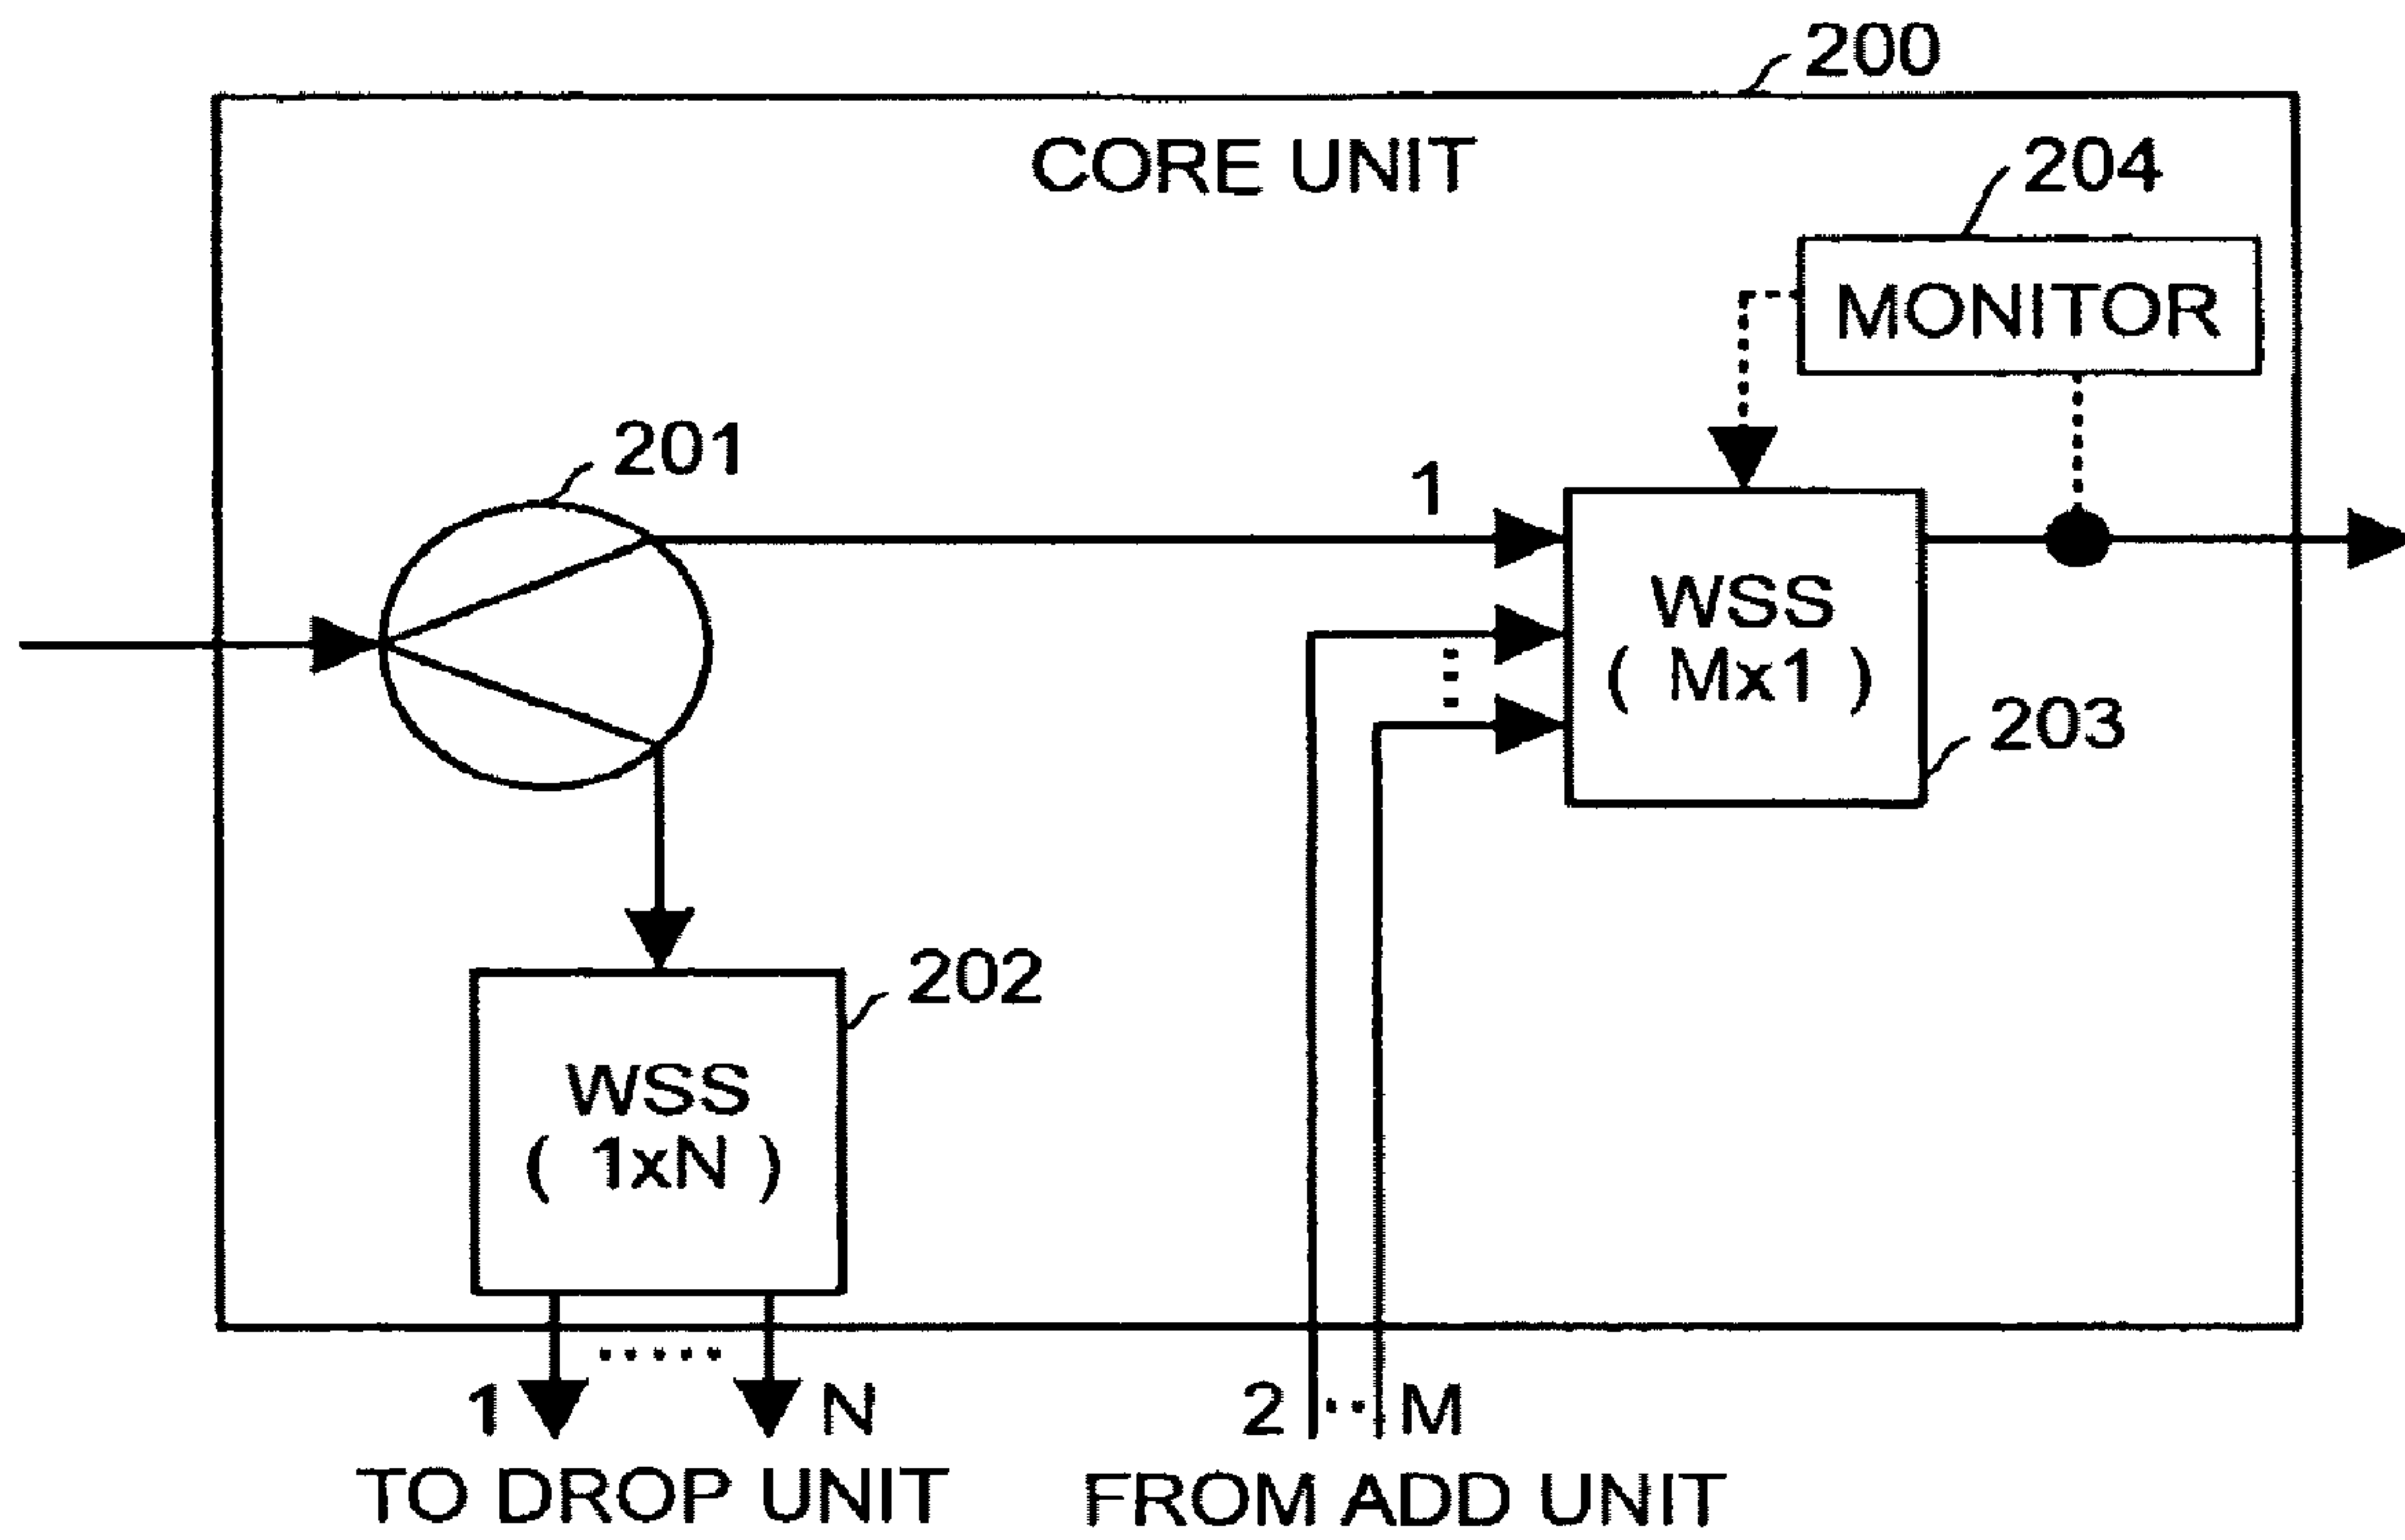 200
CORE UNIT
204
MONITOR
201
1
WSS
( Mx1 )
203
202
WSS
( 1xN )
1 N
2 M
TO DROP UNIT
FROM ADD UNIT